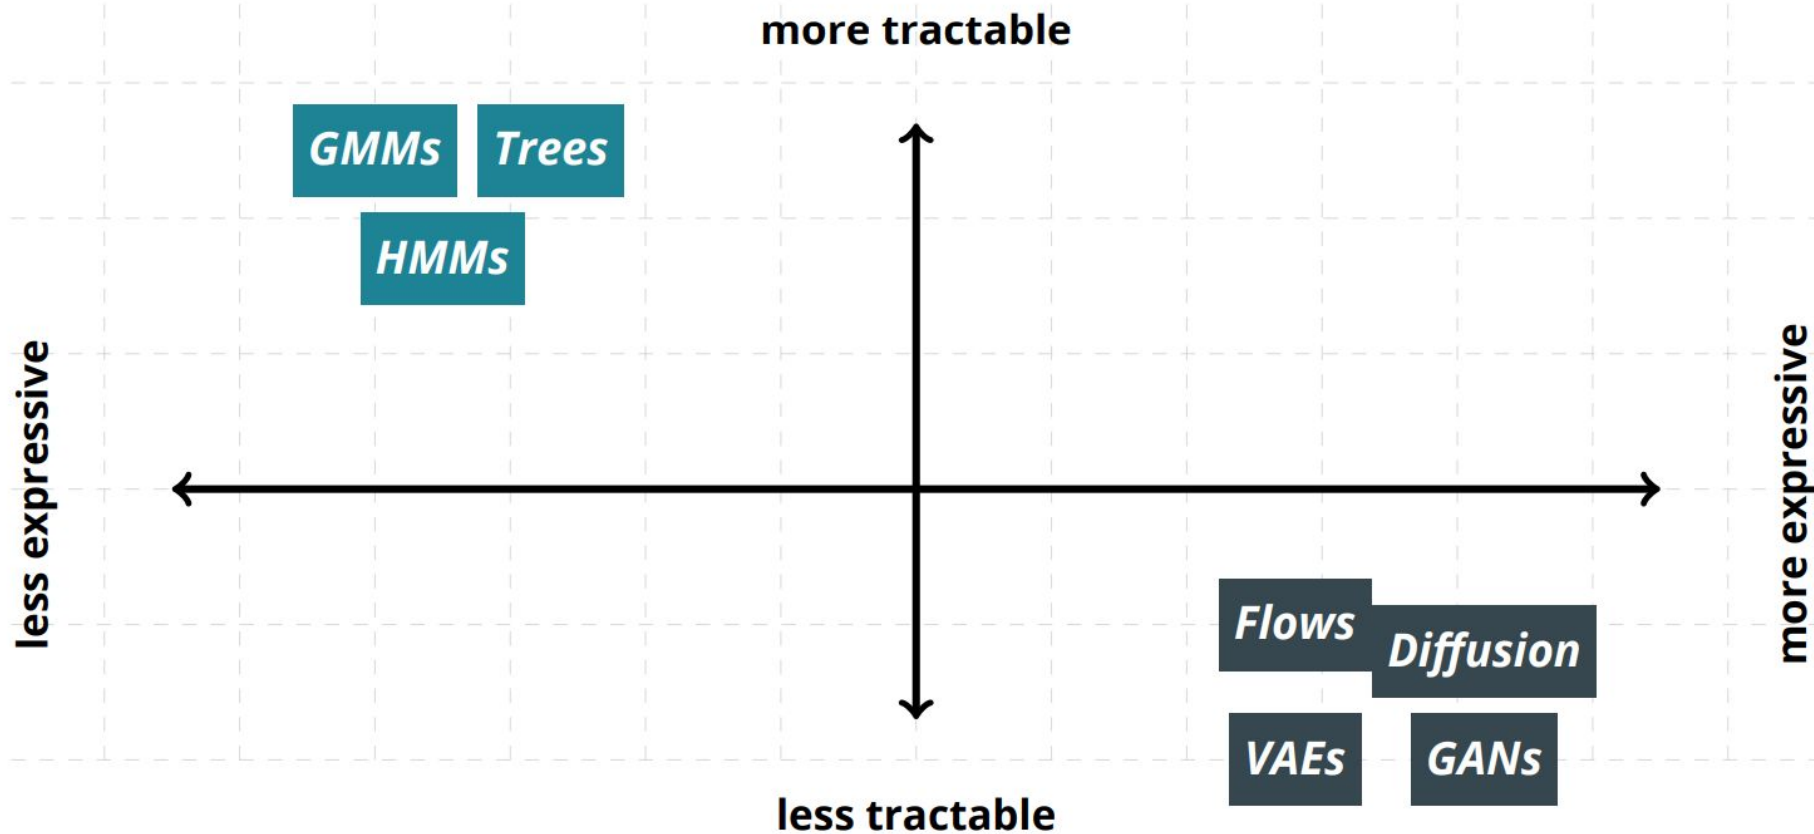 more tractable
GMMs
Trees
HMMs
less expressive
more expressive
Flows
Diffusion
VAEs
GANs
less tractable